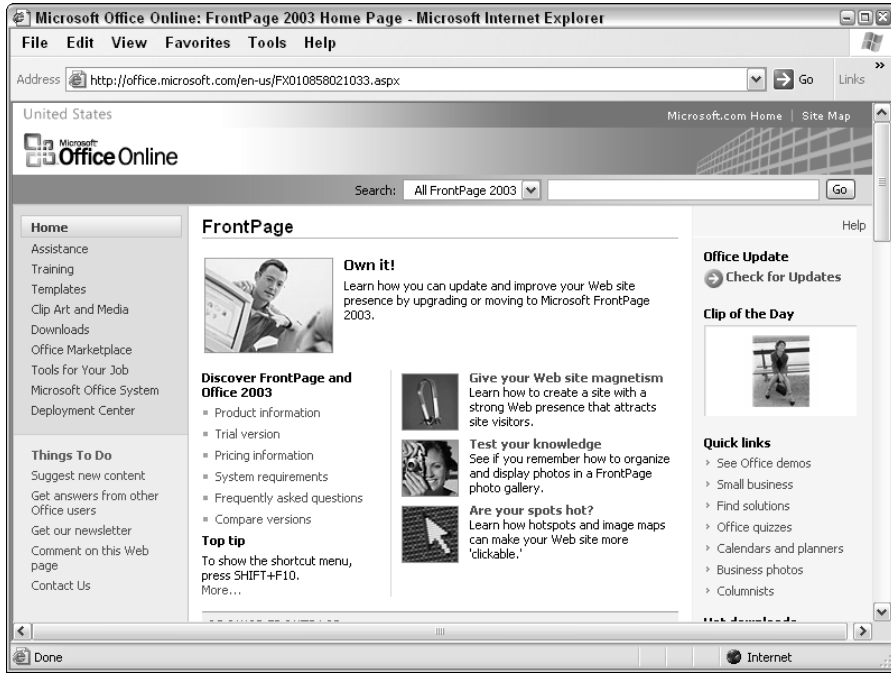 Microsoft Office Online: FrontPage 2003 Home Page - Microsoft Internet Explorer
File Edit View Favorites Tools Help
Address http://office.microsoft.com/en-us/FX010858021033.aspx Go Links »
United States
Microsoft.com Home | Site Map
Microsoft
Office Online
Search: All FrontPage 2003 Go
Home
Assistance
Training
Templates
Clip Art and Media
Downloads
Office Marketplace
Tools for Your Job
Microsoft Office System
Deployment Center
Things To Do
Suggest new content
Get answers from other
Office users
Get our newsletter
Comment on this Web
page
Contact Us
FrontPage
Own it!
Learn how you can update and improve your Web site
presence by upgrading or moving to Microsoft FrontPage
2003.
Discover FrontPage and
Office 2003
Product information
Trial version
Pricing information
System requirements
Frequently asked questions
Compare versions
Top tip
To show the shortcut menu,
press SHIFT+F10.
More...
Give your Web site magnetism
Learn how to create a site with
a strong Web presence that attracts
site visitors.
Test your knowledge
See if you remember how to organize
and display photos in a FrontPage
photo gallery.
Are your spots hot?
Learn how hotspots and image maps
can make your Web site more
'clickable.'
Help
Office Update
Check for Updates
Clip of the Day
Quick links
See Office demos
Small business
Find solutions
Office quizzes
Calendars and planners
Business photos
Columnists
Done
Internet